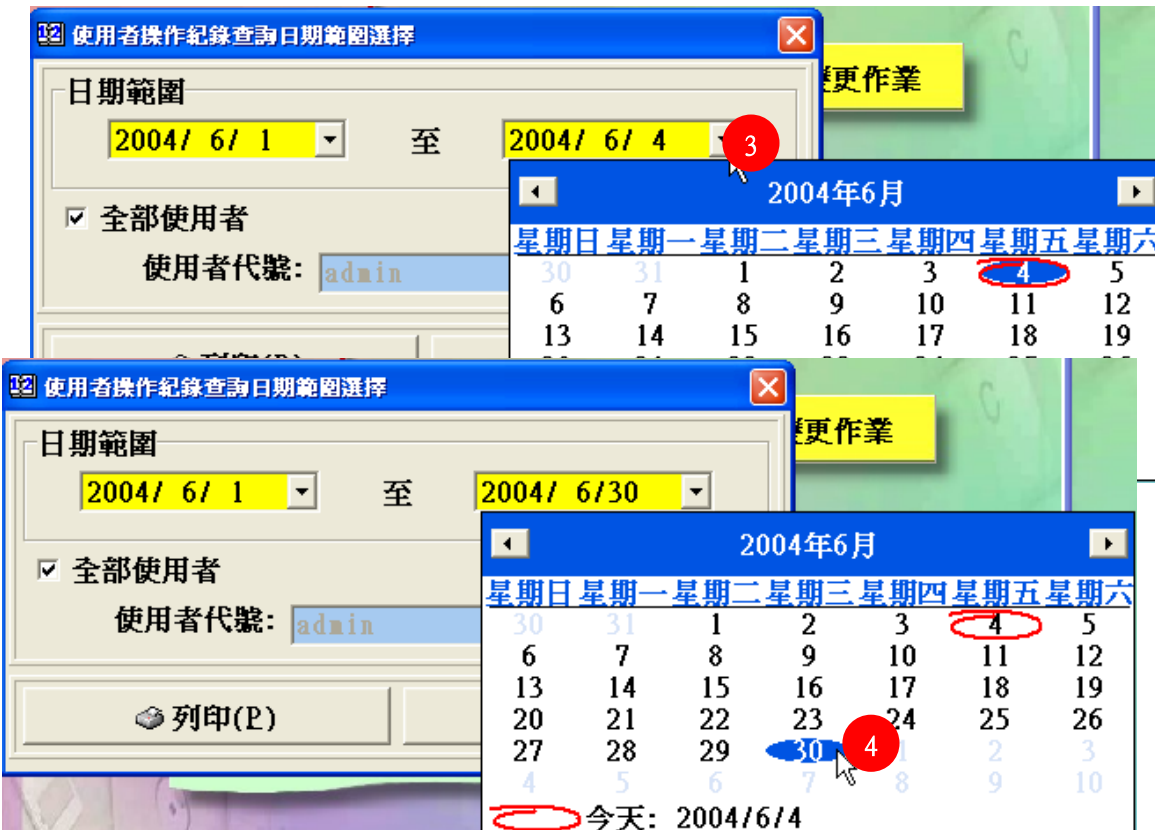 使用者操作紀錄查詢日期範圍選擇
更作業
日期範圍
2004/ 6/ 1 至 2004/ 6/ 4
3
2004年6月
全部使用者
星期日 星期一 星期二 星期三 星期四 星期五 星期六
使用者代號: admin
30 31 1 2 3 4 5
6 7 8 9 10 11 12
13 14 15 16 17 18 19
使用者操作紀錄查詢日期範圍選擇
更作業
日期範圍
2004/ 6/ 1 至 2004/ 6/30
2004年6月
全部使用者
星期日 星期一 星期二 星期三 星期四 星期五 星期六
使用者代號: admin
30 31 1 2 3 4 5
6 7 8 9 10 11 12
13 14 15 16 17 18 19
列印(P)
20 21 22 23 24 25 26
27 28 29 30 1 2 3
4
4 5 6 7 8 9 10
今天: 2004/6/4